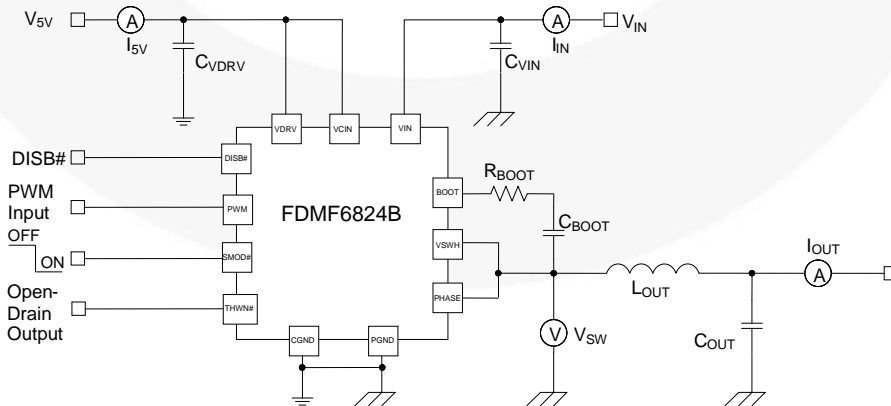 V5V
A
I5V
CVDRV
A
IIN
VIN
CVIN
VDRV
VCIN
VIN
DISB#
DISB#
PWM
Input
PWM
OFF
ON
SMOD#
Open-
Drain
Output
THWN#
FDMF6824B
BOOT
RBOOT
CBOOT
VSWH
PHASE
CGND
PGND
V
VSW
LOUT
IOUT
A
COUT